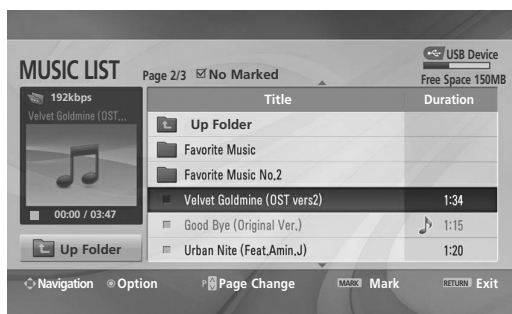 USB Device
MUSIC LIST
Page 2/3 No Marked
Free Space 150MB
192kbps
Velvet Goldmine (OST...
00:00 / 03:47
Up Folder
Title Duration
Up Folder
Favorite Music
Favorite Music No,2
Velvet Goldmine (OST vers2) 1:34
Good Bye (Original Ver.) 1:15
Urban Nite (Feat,Amin,J) 1:20
Navigation Option P Page Change MARK Mark RETURN Exit